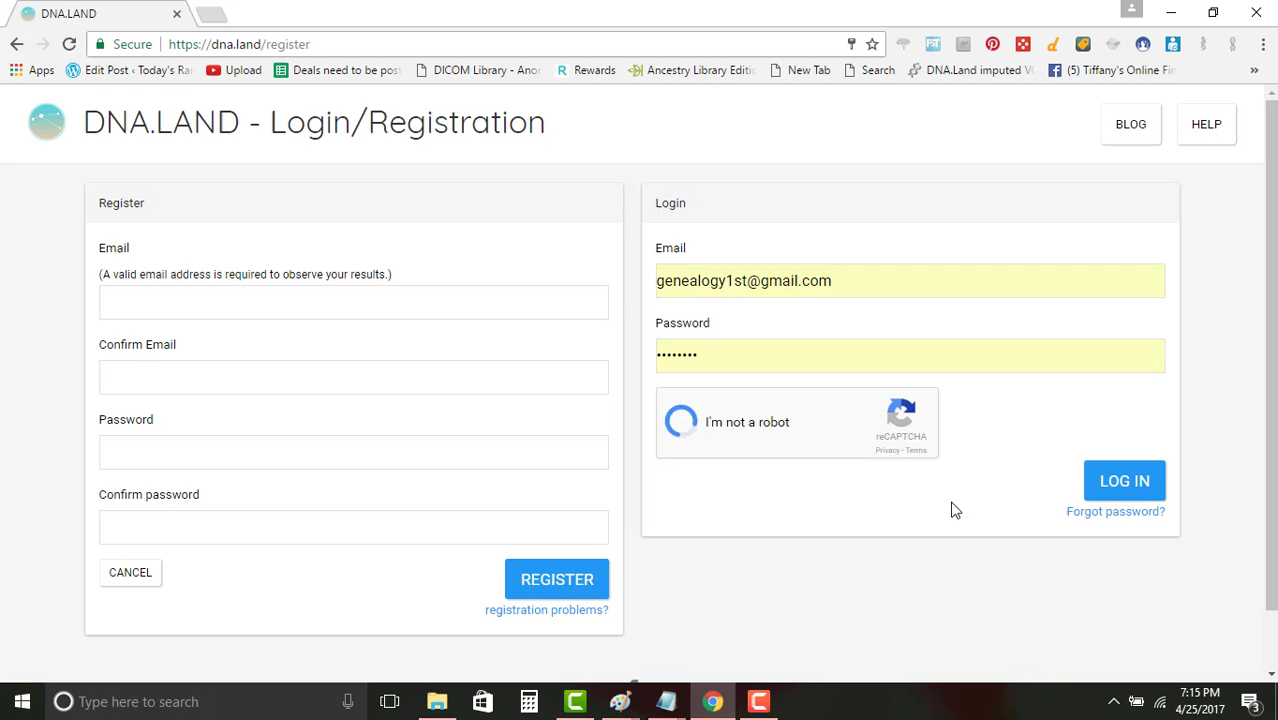 DNA.LAND
Secure
https://dna.land/register
Apps
Edit Post ‹ Today's Ra
Upload
Deals need to be pos
DICOM Library - Anon
Rewards
Ancestry Library Editi
New Tab
Search
DNA.Land imputed VC
(5) Tiffany's Online Fin
»
DNA.LAND - Login/Registration
BLOG
HELP
Register
Email
(A valid email address is required to observe your results.)
Confirm Email
Password
Confirm password
CANCEL
REGISTER
registration problems?
Login
Email
genealogy1st@gmail.com
Password
••••••••
I'm not a robot
reCAPTCHA
Privacy - Terms
LOG IN
Forgot password?
Type here to search
7:15 PM
4/25/2017
3